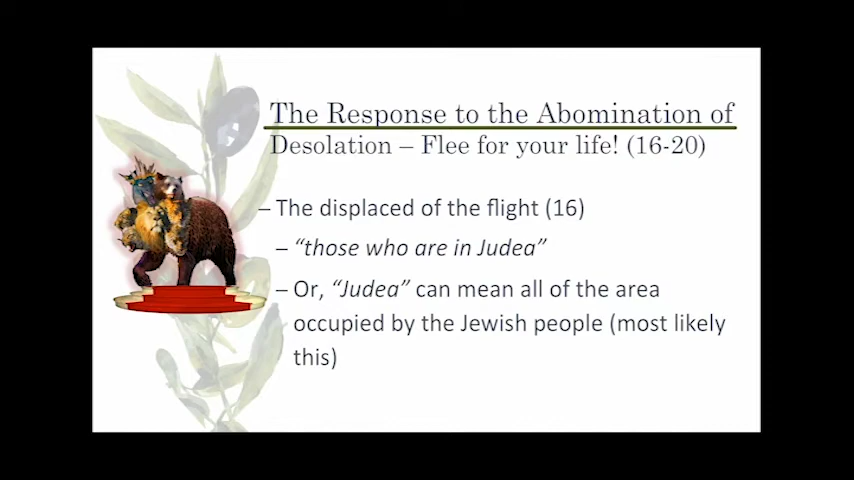 The Response to the Abomination of
Desolation – Flee for your life! (16-20)
– The displaced of the flight (16)
– “those who are in Judea”
– Or, “Judea” can mean all of the area
occupied by the Jewish people (most likely
this)